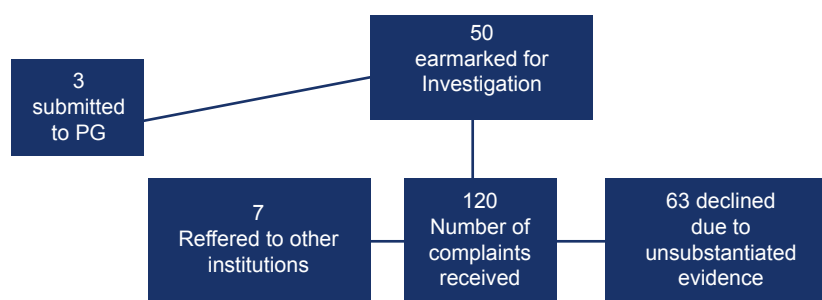 50
earmarked for
Investigation
3
submitted
to PG
7
Reffered to other
institutions
120
Number of
complaints
received
63 declined
due to
unsubstantiated
evidence